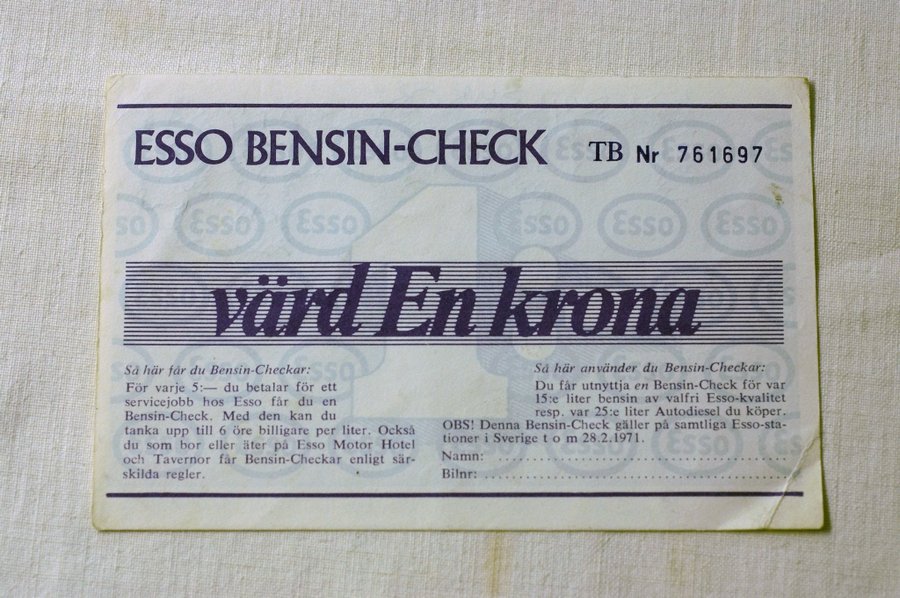 ESSO BENSIN-CHECK TB Nr 761697
Esso Esso Esso Esso Esso
värd En krona
Så här får du Bensin-Checkar:
För varje 5:— du betalar för ett
servicejobb hos Esso får du en
Bensin-Check. Med den kan du
tanka upp till 6 öre billigare per liter. Också
du som bor eller äter på Esso Motor Hotel
och Tavernor får Bensin-Checkar enligt sär-
skilda regler.
Så här använder du Bensin-Checkar:
Du får utnyttja en Bensin-Check för var
15:e liter bensin av valfri Esso-kvalitet
resp. var 25:e liter Autodiesel du köper.
OBS! Denna Bensin-Check gäller på samtliga Esso-sta-
tioner i Sverige t o m 28.2.1971.
Namn:
Bilnr: